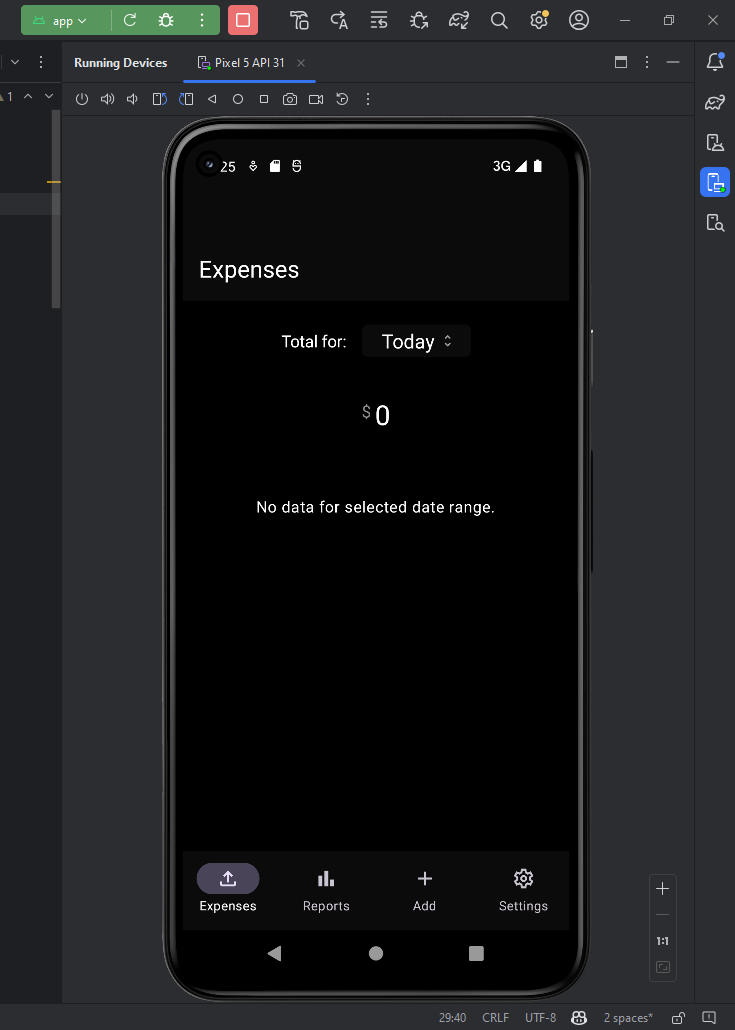 app
Running Devices
Pixel 5 API 31
1
25
3G
Expenses
Total for:
Today
$0
No data for selected date range.
Expenses
Reports
Add
Settings
1:1
29:40
CRLF
UTF-8
2 spaces*